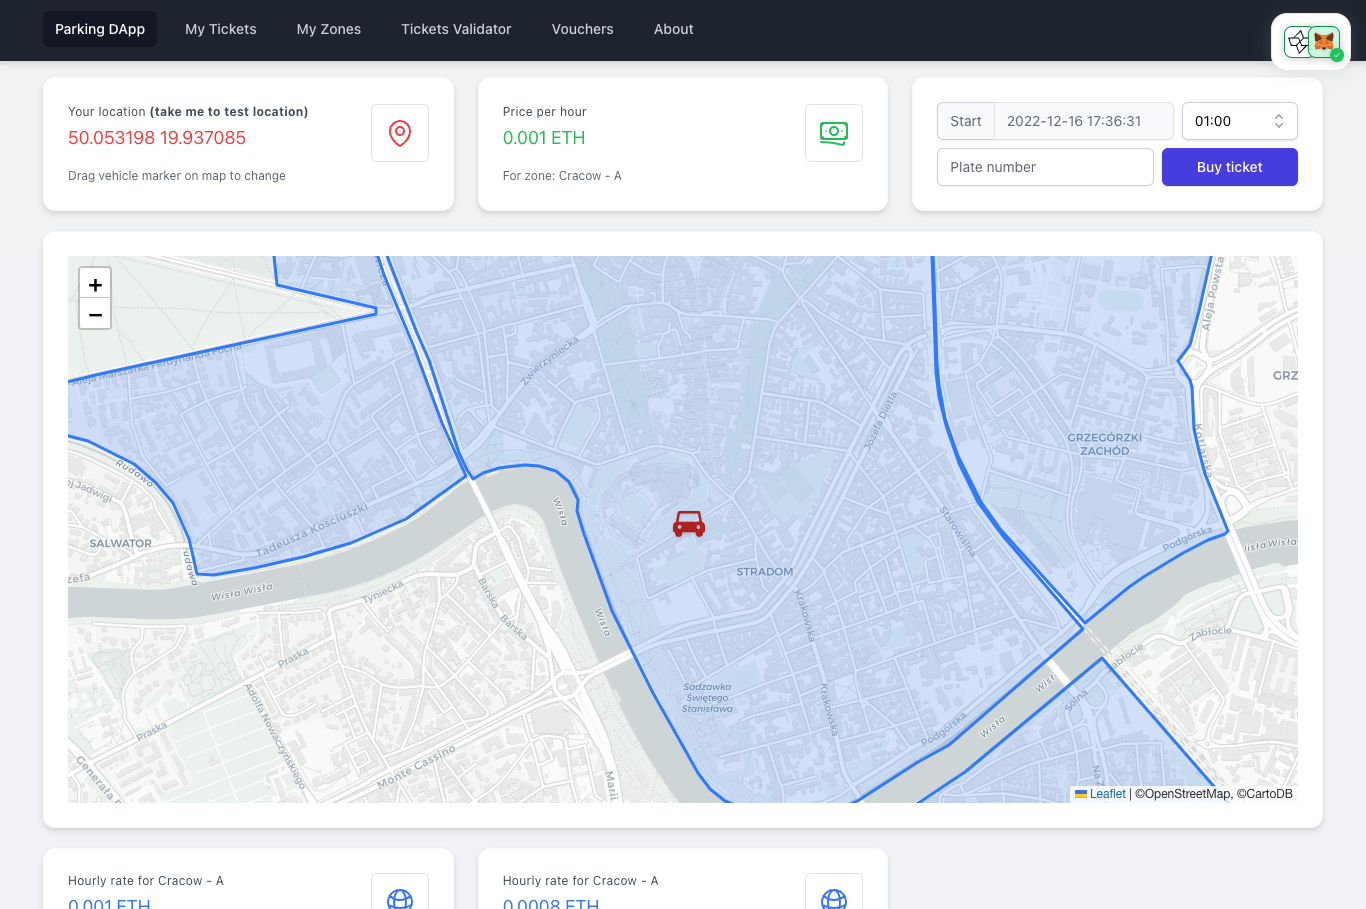 Parking DApp
My Tickets
My Zones
Tickets Validator
Vouchers
About
Your location (take me to test location)
50.053198 19.937085
Drag vehicle marker on map to change
Price per hour
0.001 ETH
For zone: Cracow - A
Start
2022-12-16 17:36:31
01:00
Plate number
Buy ticket
+
−
Aleja Marszałka Ferdynanda Focha
Zwierzyniecka
Józefa Dietla
Aleja Powsta
GRZ
GRZEGÓRZKI
ZACHÓD
Kotlarska
Rudawa
ej Jadwigi
SALWATOR
zefa
udawa
Tadeusza Kościuszki
Wisła Wisła
Wisła
Wisła
Starowiślna
STRADOM
Podgórska
lisła Wisła
Tyniecka
Barska
Barska
Krakowska
Krakowska
Zabłocie
Zabłocie
Praska
Praska
Adolfa Nowaczyńskiego
Sadzawka
Świętego
Stanisława
Wisł
Wisła
Solna
Podgórska
Monte Cassino
Generała B
Marii
Na Z
Leaflet | ©OpenStreetMap, ©CartoDB
Hourly rate for Cracow - A
0.001 ETH
Hourly rate for Cracow - A
0.0008 ETH